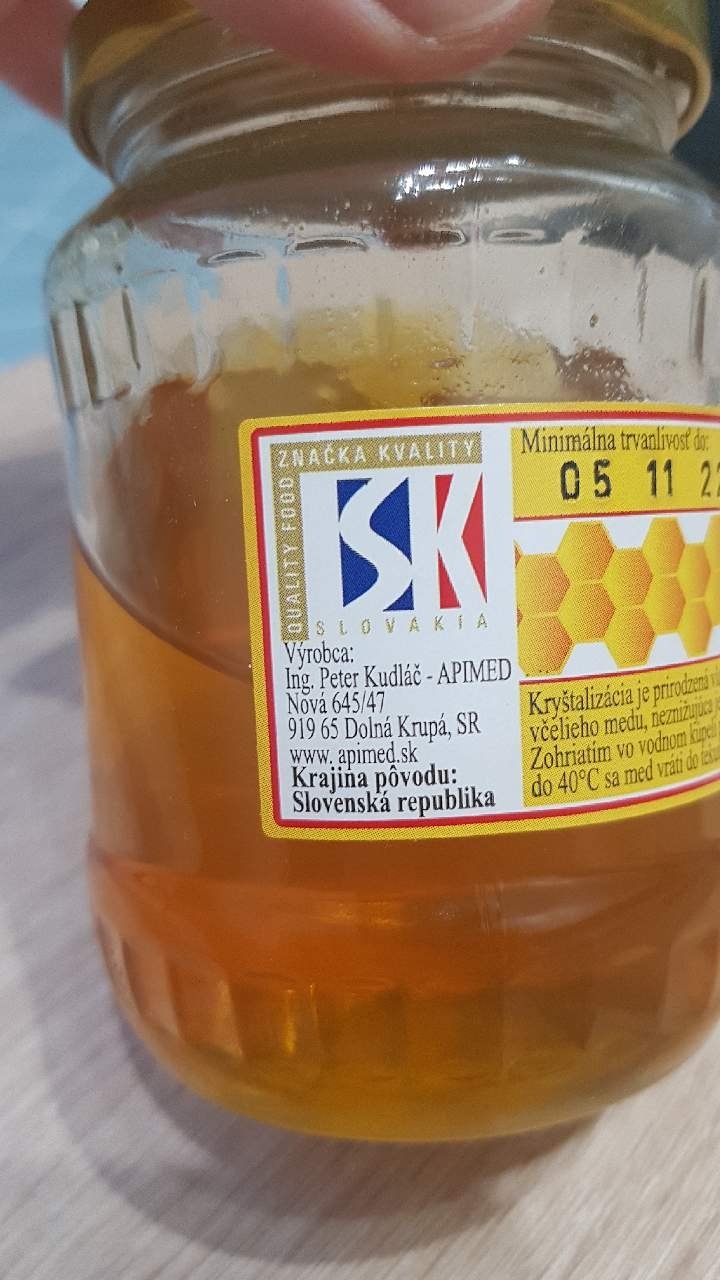 ZNAČKA KVALITY
QUALITY FOOD
SK
SLOVAKIA
Výrobca:
Ing. Peter Kudláč - APIMED
Nová 645/47
919 65 Dolná Krupá, SR
www. apimed.sk
Krajina pôvodu:
Slovenská republika
Minimálna trvanlivosť do:
05 11 22
Kryštalizácia je prirodzená
včelieho medu, neznižujúca
Zohriatím vo vodnom kúpeli
do 40°C sa med vráti do